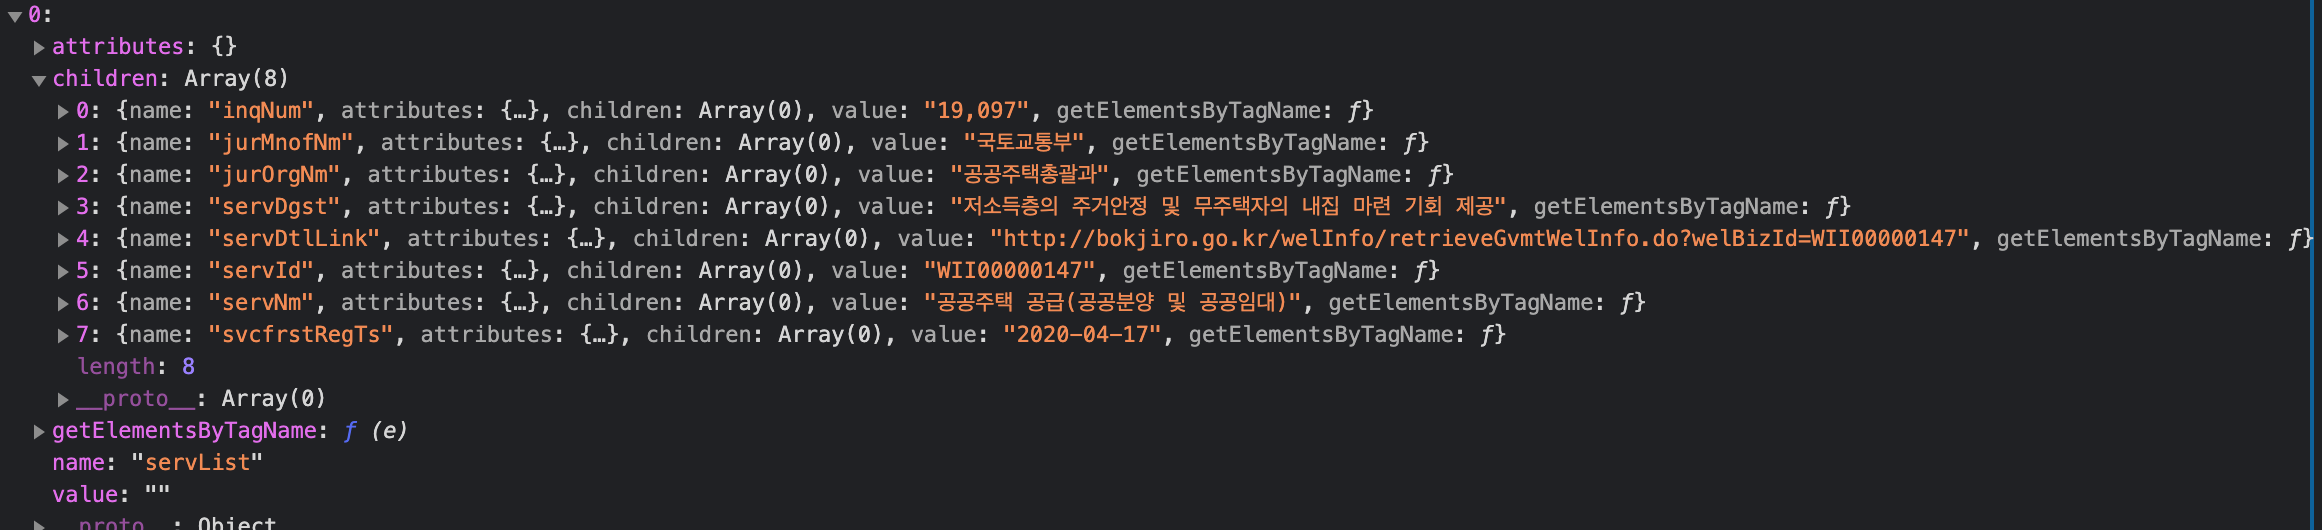 0:
attributes: {}
children: Array(8)
0: {name: "inqNum", attributes: {…}, children: Array(0), value: "19,097", getElementsByTagName: ƒ}
1: {name: "jurMnofNm", attributes: {…}, children: Array(0), value: "국토교통부", getElementsByTagName: ƒ}
2: {name: "jurOrgNm", attributes: {…}, children: Array(0), value: "공공주택총괄과", getElementsByTagName: ƒ}
3: {name: "servDgst", attributes: {…}, children: Array(0), value: "저소득층의 주거안정 및 무주택자의 내집 마련 기회 제공", getElementsByTagName: ƒ}
4: {name: "servDtlLink", attributes: {…}, children: Array(0), value: "http://bokjiro.go.kr/welInfo/retrieveGvmtWelInfo.do?welBizId=WII00000147", getElementsByTagName: ƒ}
5: {name: "servId", attributes: {…}, children: Array(0), value: "WII00000147", getElementsByTagName: ƒ}
6: {name: "servNm", attributes: {…}, children: Array(0), value: "공공주택 공급(공공분양 및 공공임대)", getElementsByTagName: ƒ}
7: {name: "svcfrstRegTs", attributes: {…}, children: Array(0), value: "2020-04-17", getElementsByTagName: ƒ}
length: 8
__proto__: Array(0)
getElementsByTagName: ƒ (e)
name: "servList"
value: ""
__proto__: Object